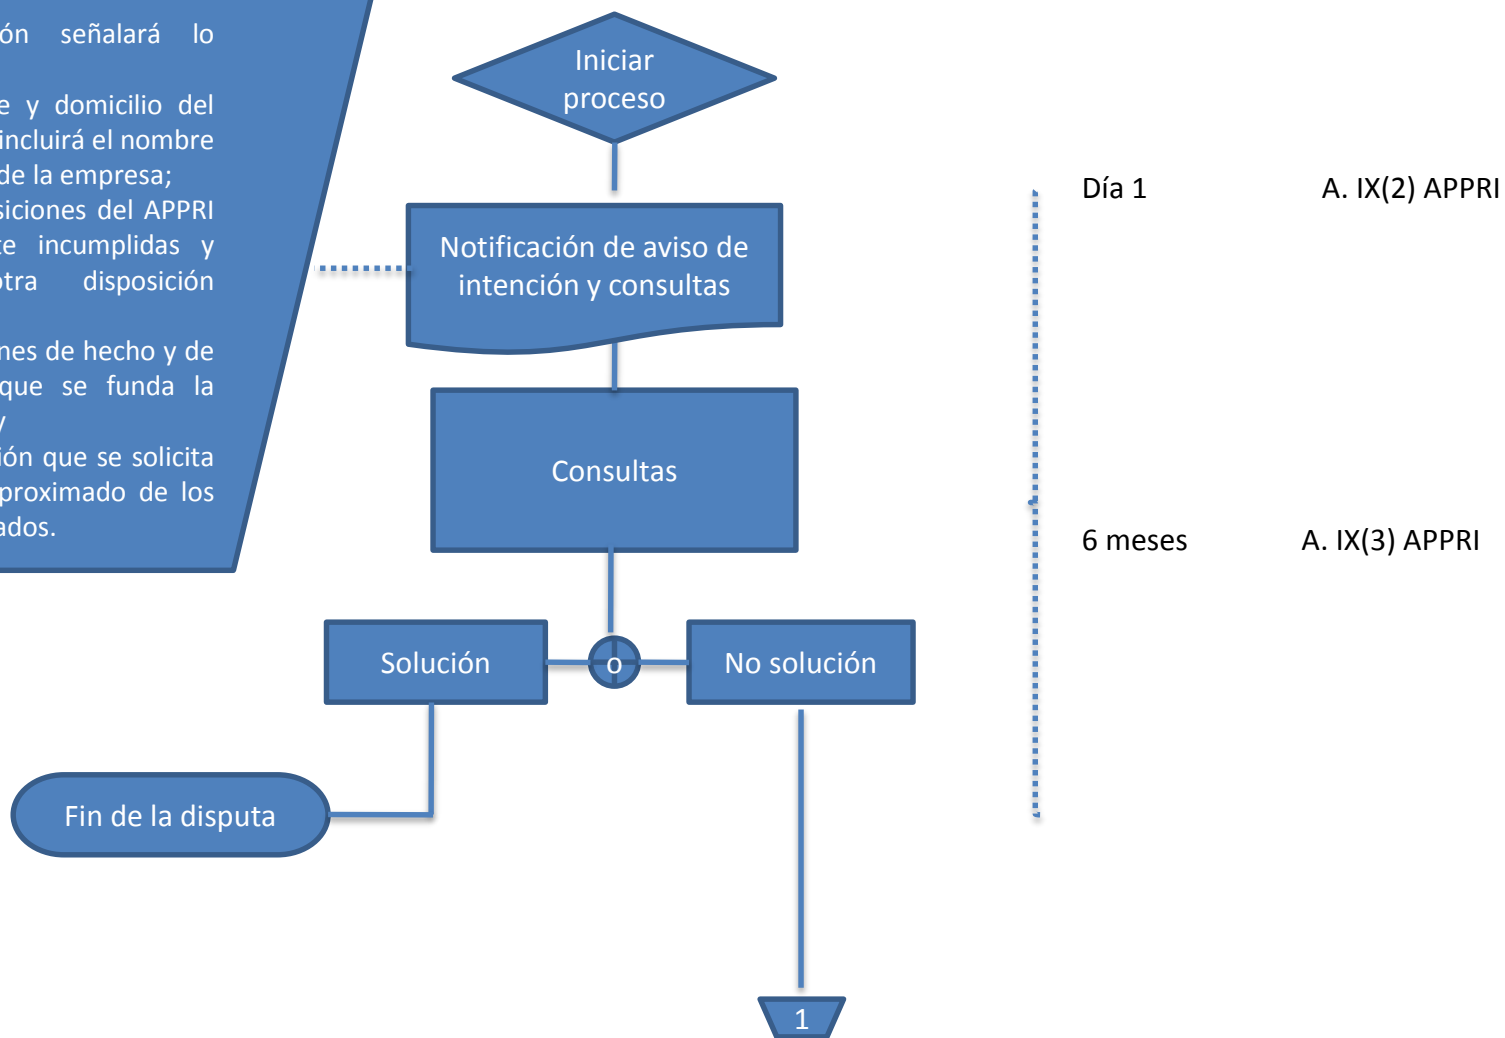 ón señalará lo
e y domicilio del
incluirá el nombre
de la empresa;
siciones del APPRI
te incumplidas y
otra disposición
nes de hecho y de
que se funda la
y
ión que se solicita
proximado de los
ados.
Iniciar
proceso
Notificación de aviso de
intención y consultas
Consultas
Solución
o
No solución
Fin de la disputa
1
Día 1 A. IX(2) APPRI
6 meses A. IX(3) APPRI